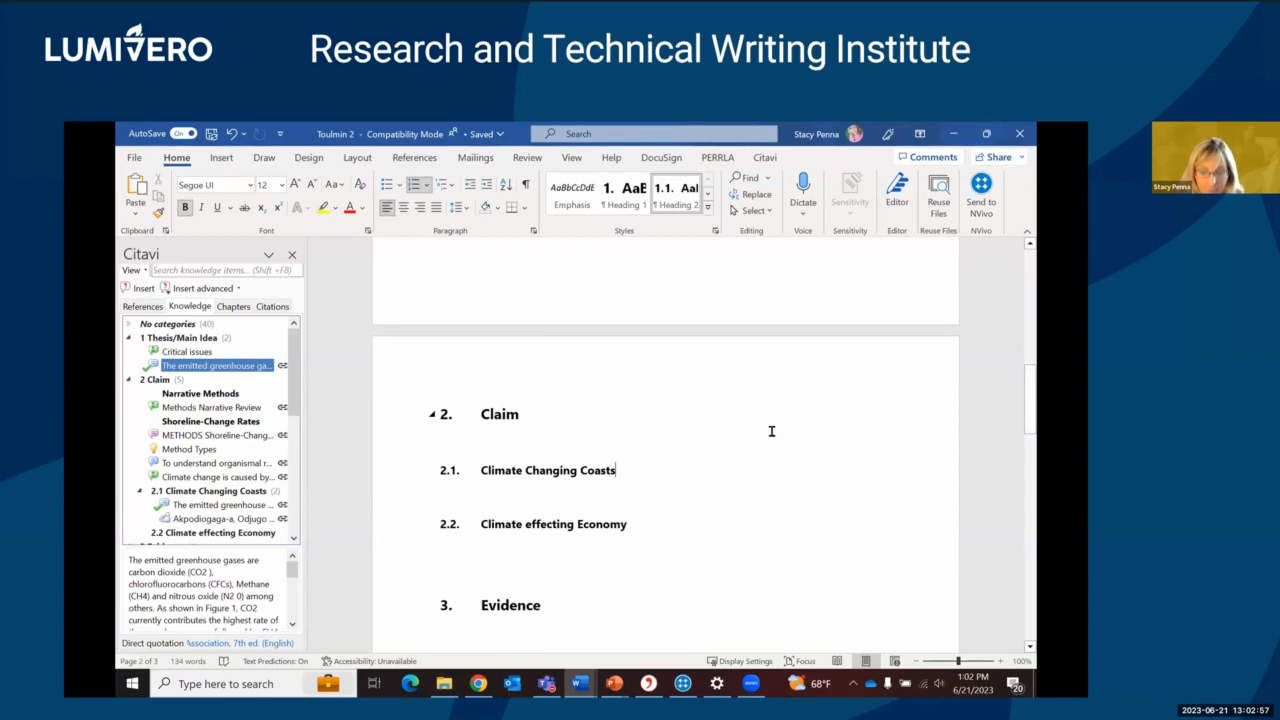 LUMIVERO
Research and Technical Writing Institute
AutoSave On Toulmin 2 - Compatibility Mode • Saved Search Stacy Penna
File Home Insert Draw Design Layout References Mailings Review View Help DocuSign PERRLA Citavi Comments Share
Paste Segoe UI 12 Aa AaBbCcDc 1. AaE 1.1. Aal Find Dictate Sensitivity Editor Reuse Files Send to NVivo
B I U ab x₂ x² A A Emphasis ¶ Heading 1 ¶ Heading 2 Replace
Select
Clipboard Font Paragraph Styles Editing Voice Sensitivity Editor Reuse Files NVivo
Stacy Penna
Citavi
View Search knowledge items... (Shift +F8)
Insert Insert advanced
References Knowledge Chapters Citations
No categories (40)
1 Thesis/Main Idea (2)
Critical issues
The emitted greenhouse ga...
2 Claim (5)
Narrative Methods
Methods Narrative Review
Shoreline-Change Rates
METHODS Shoreline-Chang...
Method Types
To understand organismal r...
Climate change is caused by...
2.1 Climate Changing Coasts (2)
The emitted greenhouse ...
Akpodiogaga-a, Odjugo ...
2.2 Climate effecting Economy
The emitted greenhouse gases are
carbon dioxide (CO2 ),
chlorofluorocarbons (CFCs), Methane
(CH4) and nitrous oxide (N2 0) among
others. As shown in Figure 1, CO2
currently contributes the highest rate of
Direct quotation Association, 7th ed. (English)
2. Claim
2.1. Climate Changing Coasts
2.2. Climate effecting Economy
3. Evidence
Page 2 of 3 134 words Text Predictions: On Accessibility: Unavailable Display Settings Focus 100%
Type here to search 68°F 1:02 PM
6/21/2023
20
2023-06-21 13:02:57